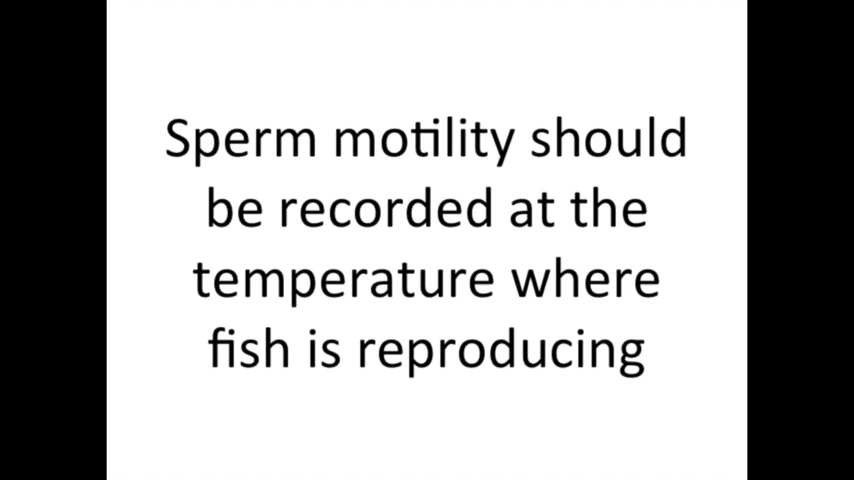 Sperm motility should
be recorded at the
temperature where
fish is reproducing